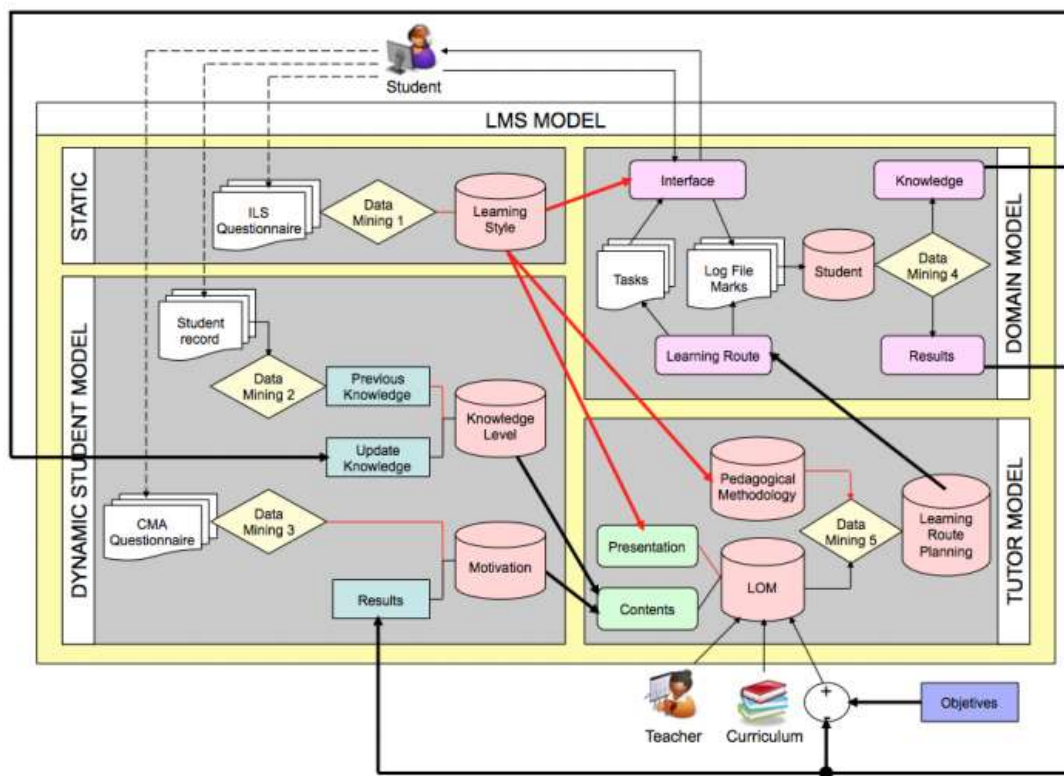 Student
LMS MODEL
STATIC
ILS
Questionnaire
Data
Mining 1
Learning
Style
DYNAMIC STUDENT MODEL
Student
record
Data
Mining 2
Previous
Knowledge
Update
Knowledge
Knowledge
Level
CMA
Questionnaire
Data
Mining 3
Results
Motivation
DOMAIN MODEL
Interface
Knowledge
Tasks
Log File
Marks
Student
Data
Mining 4
Learning Route
Results
TUTOR MODEL
Pedagogical
Methodology
Presentation
Contents
LOM
Data
Mining 5
Learning
Route
Planning
Teacher
Curriculum
+
-
Objetives